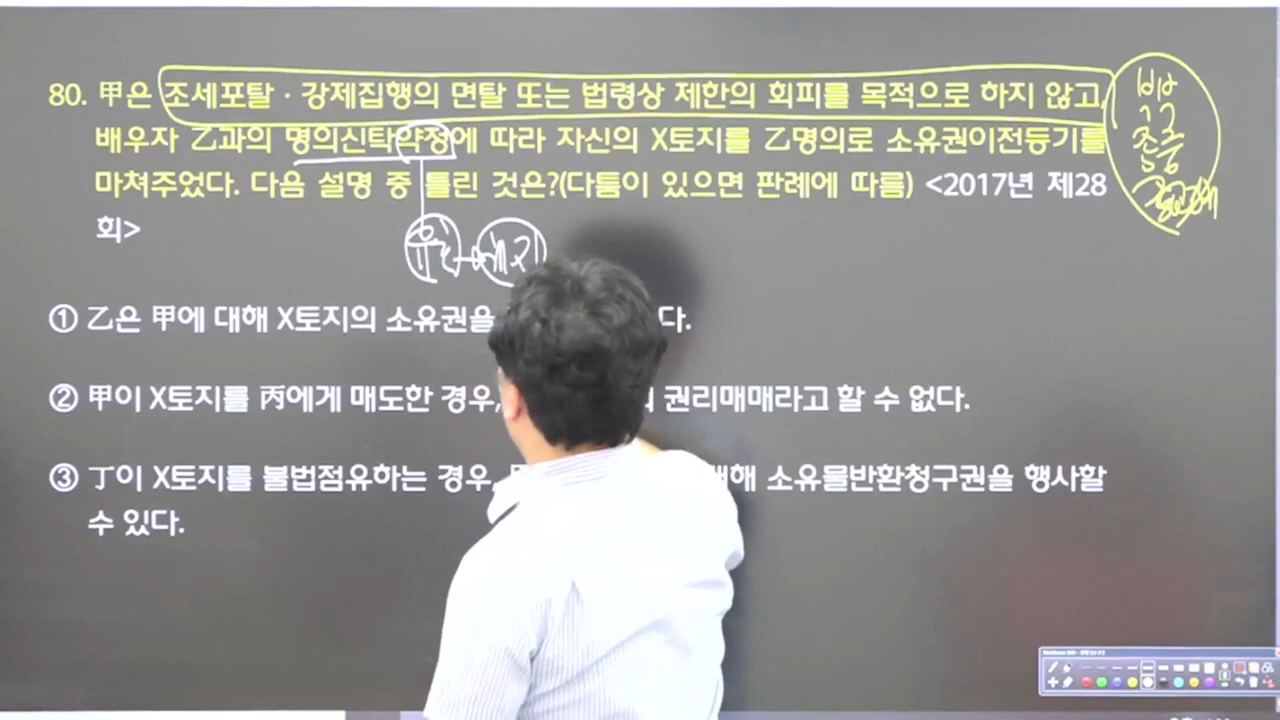 80. 甲은 조세포탈 · 강제집행의 면탈 또는 법령상 제한의 회피를 목적으로 하지 않고,
배우자 乙과의 명의신탁약정에 따라 자신의 X토지를 乙명의로 소유권이전등기를
마쳐주었다. 다음 설명 중 틀린 것은?(다툼이 있으면 판례에 따름) <2017년 제28
회>
① 乙은 甲에 대해 X토지의 소유권을 다.
② 甲이 X토지를 丙에게 매도한 경우, 권리매매라고 할 수 없다.
③ 丁이 X토지를 불법점유하는 경우, 소유물반환청구권을 행사할
수 있다.